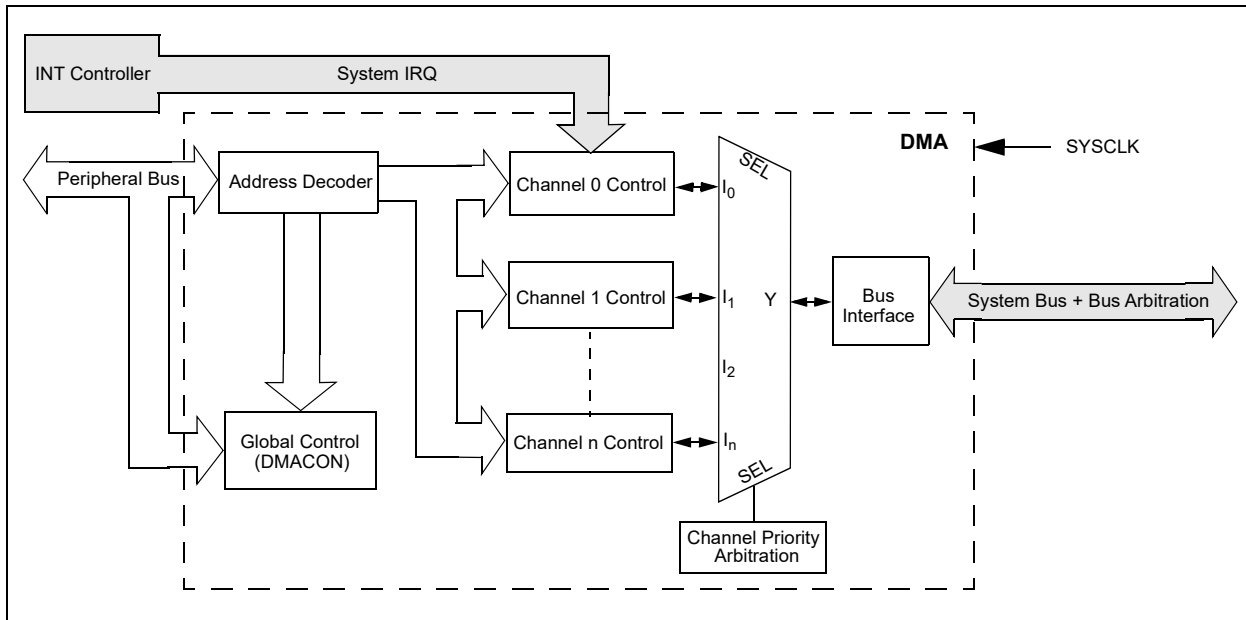 INT Controller
System IRQ
DMA
SYSCLK
Peripheral Bus
Address Decoder
Channel 0 Control
SEL
I0
Channel 1 Control
I1
Y
Bus
Interface
System Bus + Bus Arbitration
I2
Global Control
(DMACON)
Channel n Control
In
SEL
Channel Priority
Arbitration